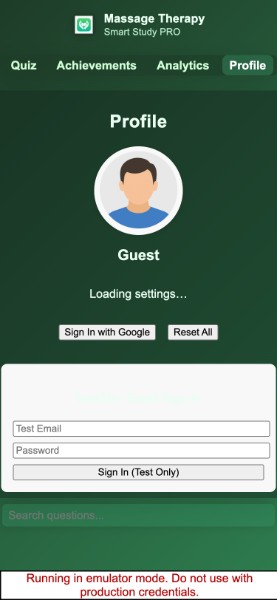 Massage Therapy
Smart Study PRO
Quiz Achievements Analytics Profile
Profile
Guest
Loading settings…
Sign In with Google Reset All
Test Email
Password
Sign In (Test Only)
Search questions...
Running in emulator mode. Do not use with
production credentials.